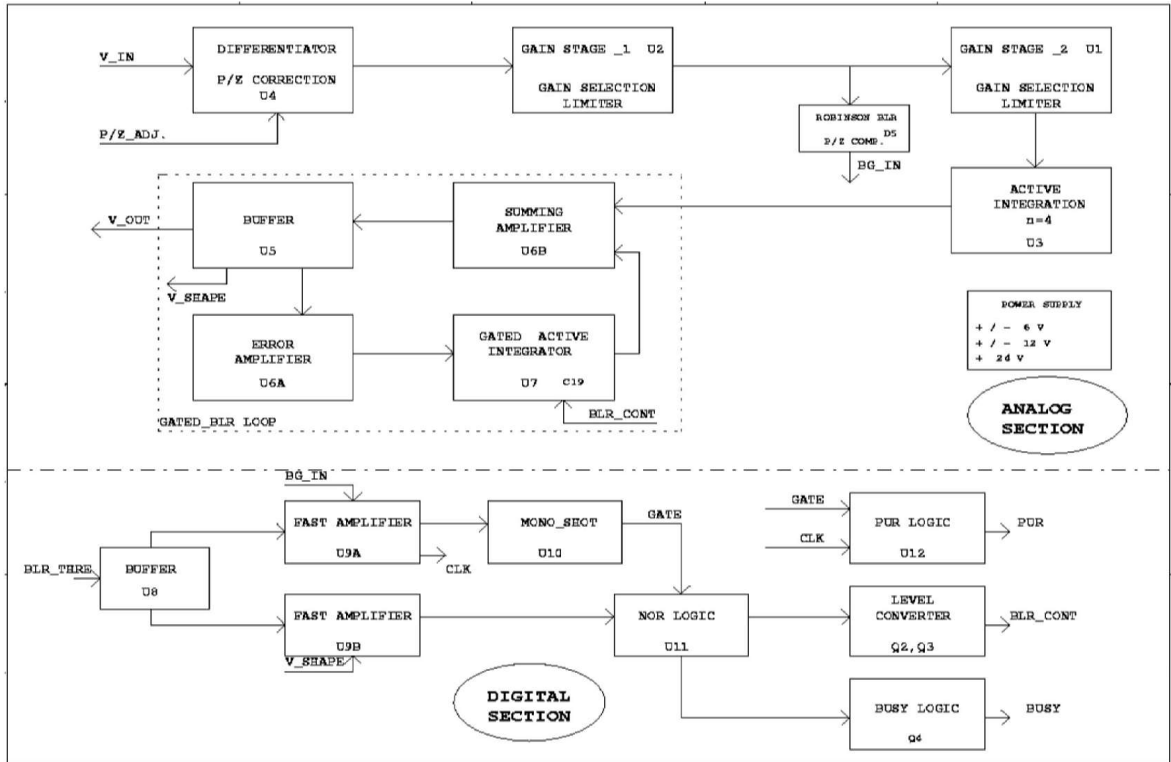 V_IN
DIFFERENTIATOR
P/Z CORRECTION
U4
P/Z_ADJ.
GAIN STAGE _1 U2
GAIN SELECTION
LIMITER
GAIN STAGE _2 U1
GAIN SELECTION
LIMITER
ROBINSON BLR
D5
P/Z COMP.
BG_IN
ACTIVE
INTEGRATION
n=4
U3
V_OUT
BUFFER
U5
V_SHAPE
SUMMING
AMPLIFIER
U6B
ERROR
AMPLIFIER
U6A
GATED ACTIVE
INTEGRATOR
U7 C19
BLR_CONT
GATED_BLR LOOP
POWER SUPPLY
+ / - 6 V
+ / - 12 V
+ 24 V
ANALOG
SECTION
BG_IN
FAST AMPLIFIER
U9A
CLK
MONO_SHOT
U10
GATE
GATE
CLK
PUR LOGIC
U12
PUR
BLR_THRE
BUFFER
U8
FAST AMPLIFIER
U9B
V_SHAPE
NOR LOGIC
U11
LEVEL
CONVERTER
Q2,Q3
BLR_CONT
DIGITAL
SECTION
BUSY LOGIC
Q4
BUSY